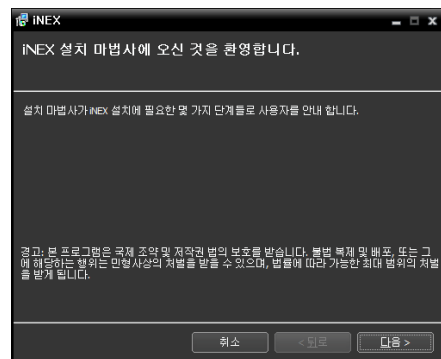 iNEX
iNEX 설치 마법사에 오신 것을 환영합니다.
설치 마법사가 iNEX 설치에 필요한 몇 가지 단계들로 사용자를 안내 합니다.
경고: 본 프로그램은 국제 조약 및 저작권 법의 보호를 받습니다. 불법 복제 및 배포, 또는 그
에 해당하는 행위는 민형사상의 처벌을 받을 수 있으며, 법률에 따라 가능한 최대 범위의 처벌
을 받게 됩니다.
취소
< 뒤로
다음 >